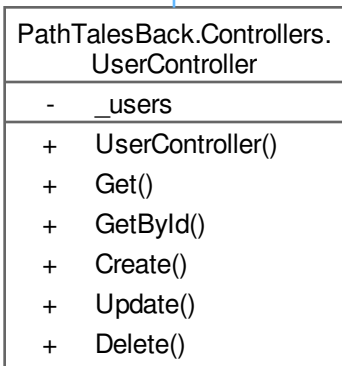 PathTalesBack.Controllers.
UserController
- _users
+ UserController()
+ Get()
+ GetById()
+ Create()
+ Update()
+ Delete()